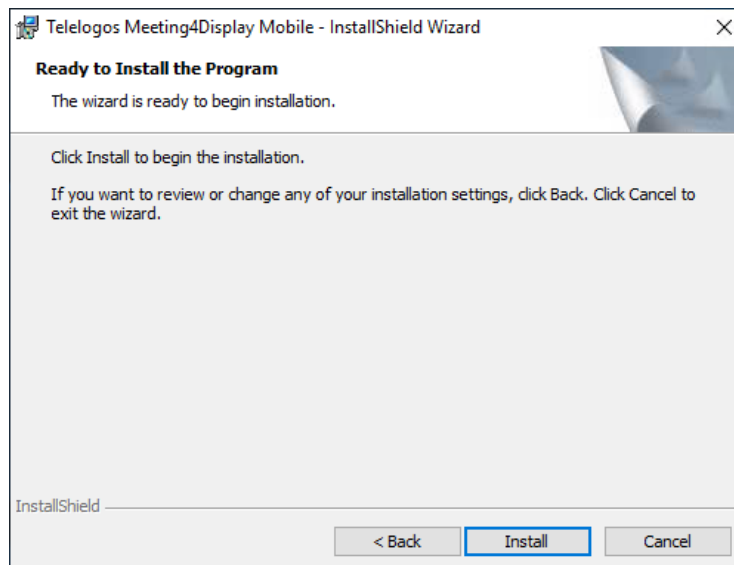 Telelogos Meeting4Display Mobile - InstallShield Wizard
Ready to Install the Program
The wizard is ready to begin installation.
Click Install to begin the installation.
If you want to review or change any of your installation settings, click Back. Click Cancel to
exit the wizard.
InstallShield
< Back
Install
Cancel